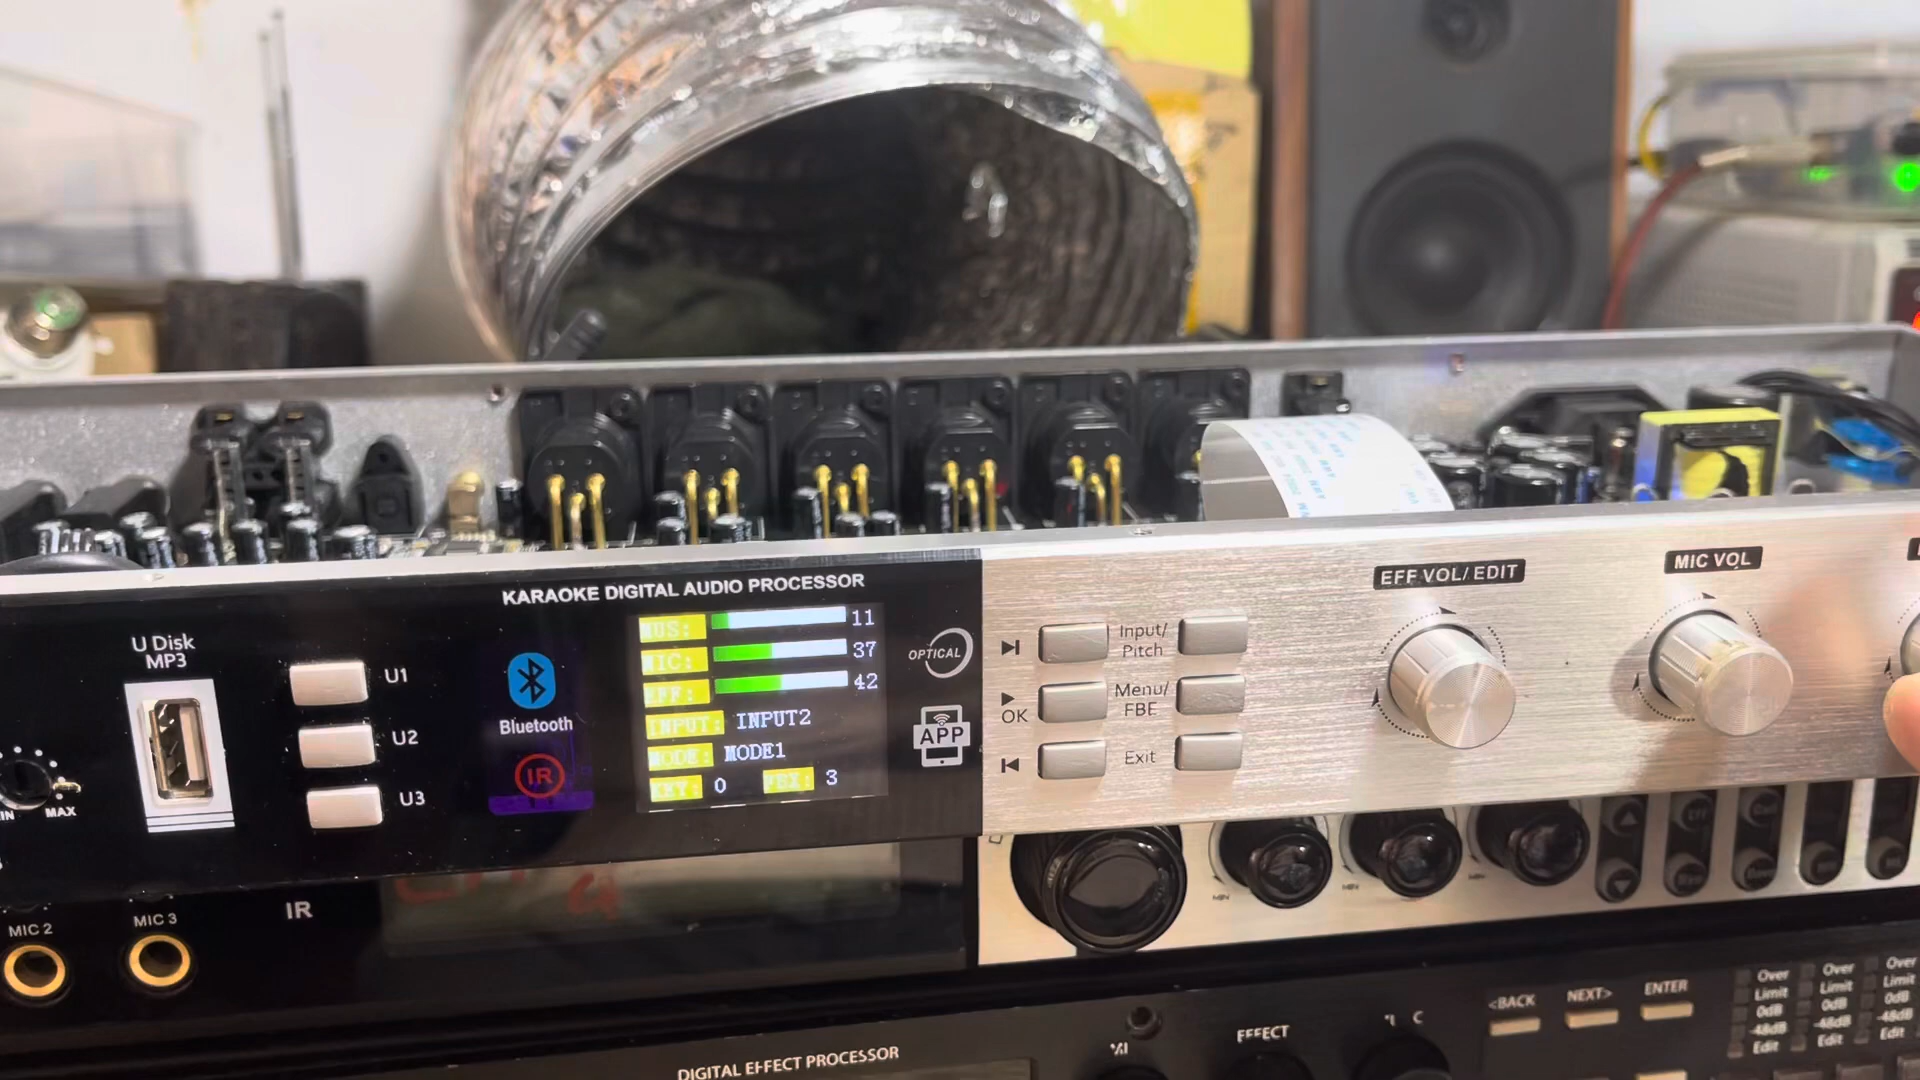 KARAOKE DIGITAL AUDIO PROCESSOR
U Disk
MP3
U1
U2
U3
MAX
Bluetooth
IR
MUS: 11
MIC: 37
EFF: 42
INPUT: INPUT2
MODE: MODE1
KEY: 0 FBX: 3
OPTICAL
APP
OK
Input/
Pitch
Menu/
FBE
Exit
EFF VOL/ EDIT
MIC VOL
MIC 2
MIC 3
IR
MIN
MIN
MIN
DIGITAL EFFECT PROCESSOR
EFFECT
<BACK
NEXT>
ENTER
Over
Limit
0dB
-48dB
Edit
Over
Limit
0dB
-48dB
Edit
Over
Limit
0dB
-48dB
Edit